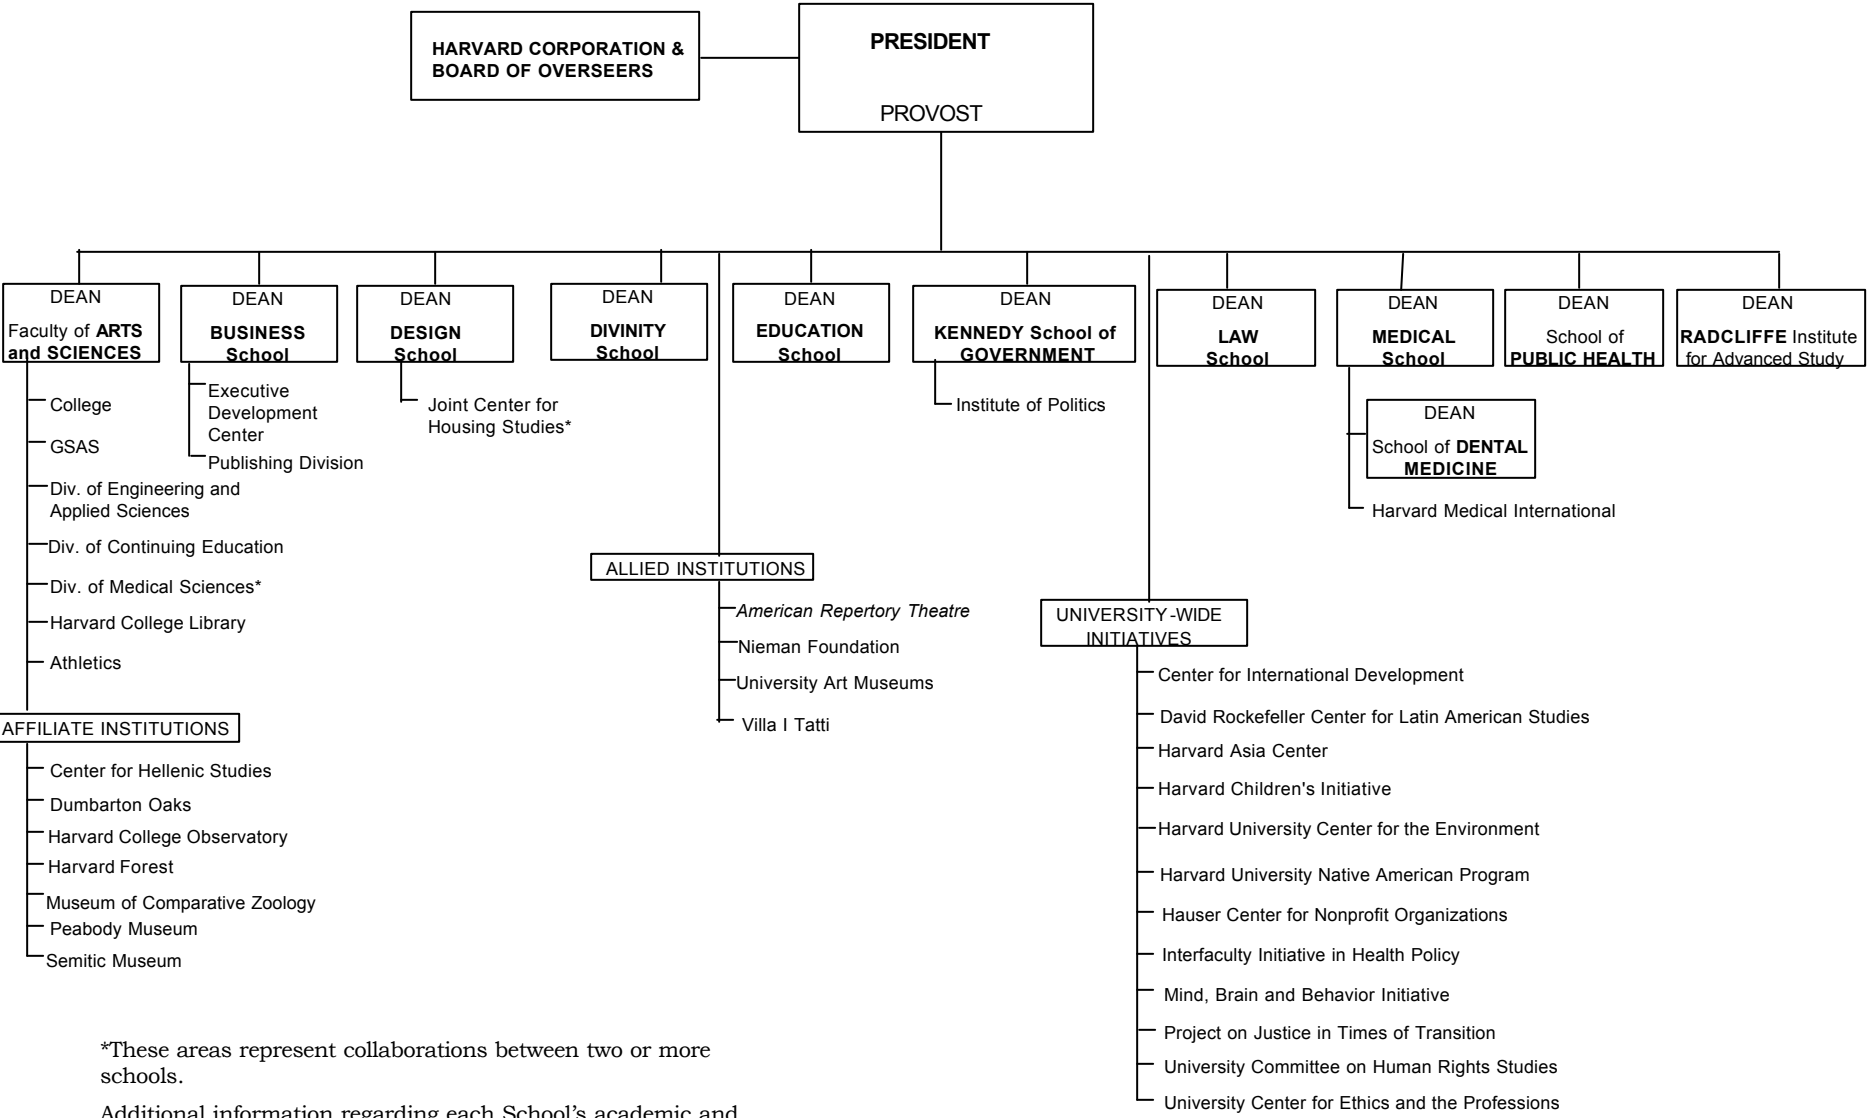 HARVARD CORPORATION &
BOARD OF OVERSEERS
PRESIDENT
PROVOST
DEAN
Faculty of ARTS
and SCIENCES
DEAN
BUSINESS
School
DEAN
DESIGN
School
DEAN
DIVINITY
School
DEAN
EDUCATION
School
DEAN
KENNEDY School of
GOVERNMENT
DEAN
LAW
School
DEAN
MEDICAL
School
DEAN
School of
PUBLIC HEALTH
DEAN
RADCLIFFE Institute
for Advanced Study
College
GSAS
Div. of Engineering and
Applied Sciences
Div. of Continuing Education
Div. of Medical Sciences*
Harvard College Library
Athletics
AFFILIATE INSTITUTIONS
Center for Hellenic Studies
Dumbarton Oaks
Harvard College Observatory
Harvard Forest
Museum of Comparative Zoology
Peabody Museum
Semitic Museum
Executive
Development
Center
Publishing Division
Joint Center for
Housing Studies*
ALLIED INSTITUTIONS
American Repertory Theatre
Nieman Foundation
University Art Museums
Villa I Tatti
Institute of Politics
UNIVERSITY-WIDE
INITIATIVES
Center for International Development
David Rockefeller Center for Latin American Studies
Harvard Asia Center
Harvard Children's Initiative
Harvard University Center for the Environment
Harvard University Native American Program
Hauser Center for Nonprofit Organizations
Interfaculty Initiative in Health Policy
Mind, Brain and Behavior Initiative
Project on Justice in Times of Transition
University Committee on Human Rights Studies
University Center for Ethics and the Professions
DEAN
School of DENTAL
MEDICINE
Harvard Medical International
*These areas represent collaborations between two or more
schools.
Additional information regarding each School's academic and